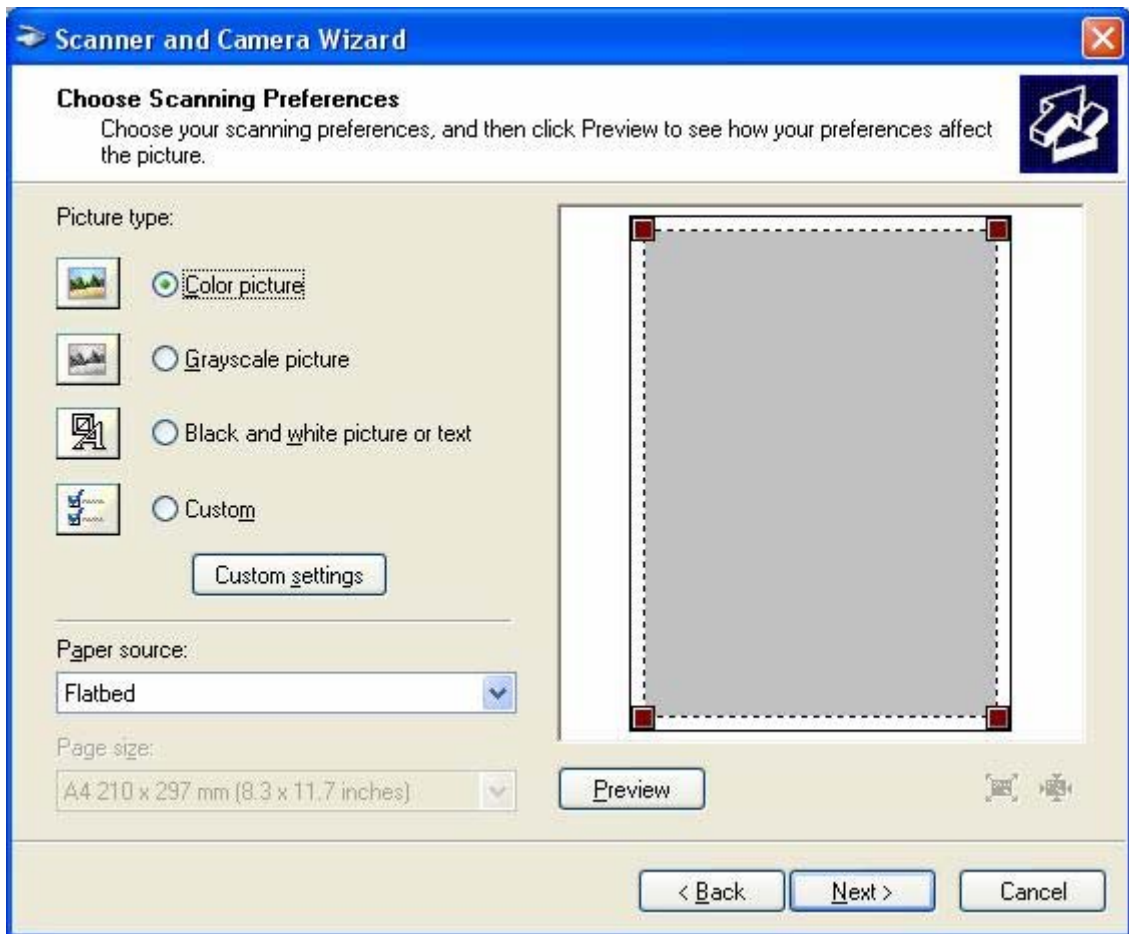 Scanner and Camera Wizard
Choose Scanning Preferences
Choose your scanning preferences, and then click Preview to see how your preferences affect
the picture.
Picture type:
Color picture
Grayscale picture
Black and white picture or text
Custom
Custom settings
Paper source:
Flatbed
Page size:
A4 210 x 297 mm (8.3 x 11.7 inches)
Preview
< Back
Next >
Cancel